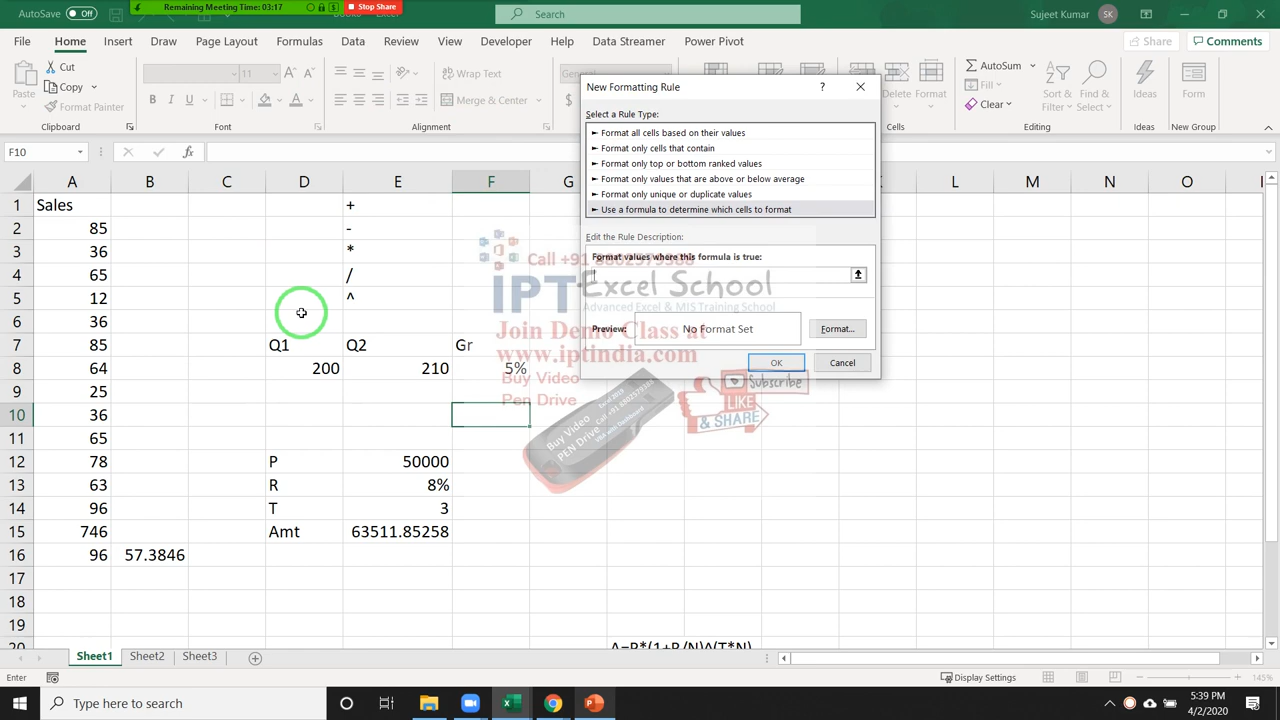 Remaining Meeting Time: 03:17
Stop Share
AutoSave
Off
Search
Sujeet Kumar
SK
File
Home
Insert
Draw
Page Layout
Formulas
Data
Review
View
Developer
Help
Data Streamer
Power Pivot
Share
Comments
Paste
Cut
Copy
Format Painter
Clipboard
11
B
I
U
Font
Wrap Text
Merge & Center
Alignment
General
$
Delete
Format
Cells
AutoSum
Fill
Clear
Sort &
Filter
Find &
Select
Editing
Ideas
Ideas
Form
New Group
F10
fx
New Formatting Rule
?
Select a Rule Type:
► Format all cells based on their values
► Format only cells that contain
► Format only top or bottom ranked values
► Format only values that are above or below average
► Format only unique or duplicate values
► Use a formula to determine which cells to format
Edit the Rule Description:
Format values where this formula is true:
Preview:
No Format Set
Format...
OK
Cancel
A B C D E F G L M N O
1 Sales +
2 85 -
3 36 *
4 65 /
5 12 ^
6 36
7 85 Q1 Q2 Gr
8 64 200 210 5%
9 25
10 36
11 65
12 78 P 50000
13 63 R 8%
14 96 T 3
15 746 Amt 63511.85258
16 96 57.3846
17
18
19
20 A=P*(1+R/N)^(T*N)
Call +91 8802579388
IPT Excel School
Advanced Excel & MIS Training School
Join Demo Class at
www.iptindia.com
Buy Video
Pen Drive
Subscribe
LIKE
& SHARE
Buy Video
PEN Drive
Sheet1
Sheet2
Sheet3
Enter
Display Settings
145%
Type here to search
5:39 PM
4/2/2020